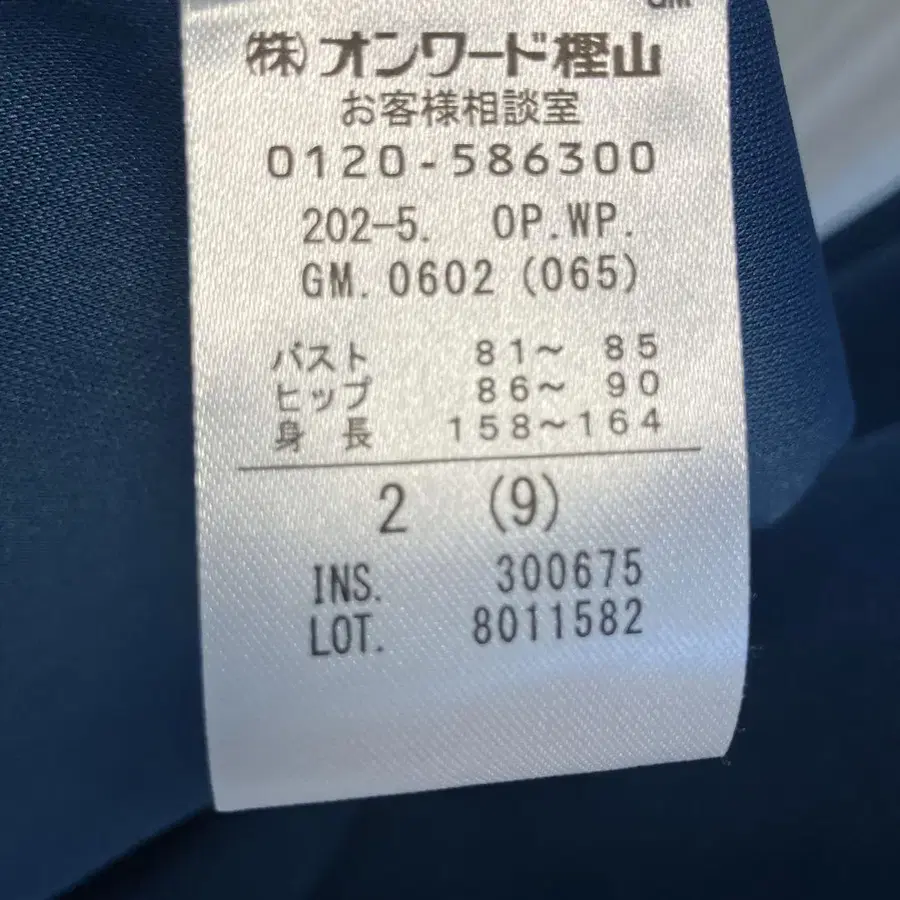 ㈱オンワード樫山
お客様相談室
0120-586300
202-5. OP.WP.
GM. 0602 (065)
バスト 81〜 85
ヒップ 86〜 90
身長 158〜164
2 (9)
INS. 300675
LOT. 8011582